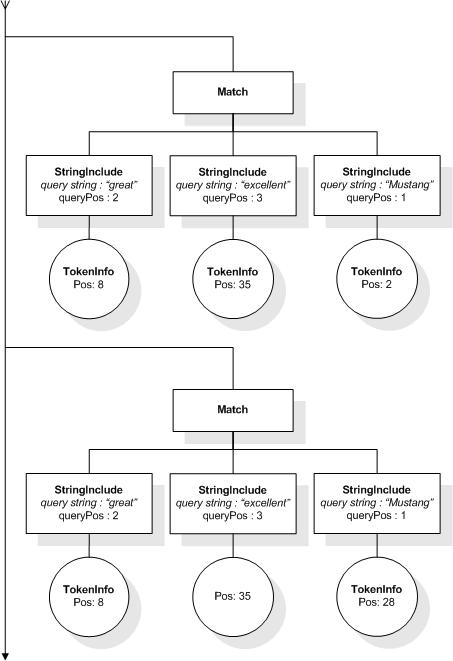 Match
StringInclude
query string : “great”
queryPos : 2
StringInclude
query string : “excellent”
queryPos : 3
StringInclude
query string : “Mustang”
queryPos : 1
TokenInfo
Pos: 8
TokenInfo
Pos: 35
TokenInfo
Pos: 2
Match
StringInclude
query string : “great”
queryPos : 2
StringInclude
query string : “excellent”
queryPos : 3
StringInclude
query string : “Mustang”
queryPos : 1
TokenInfo
Pos: 8
Pos: 35
TokenInfo
Pos: 28